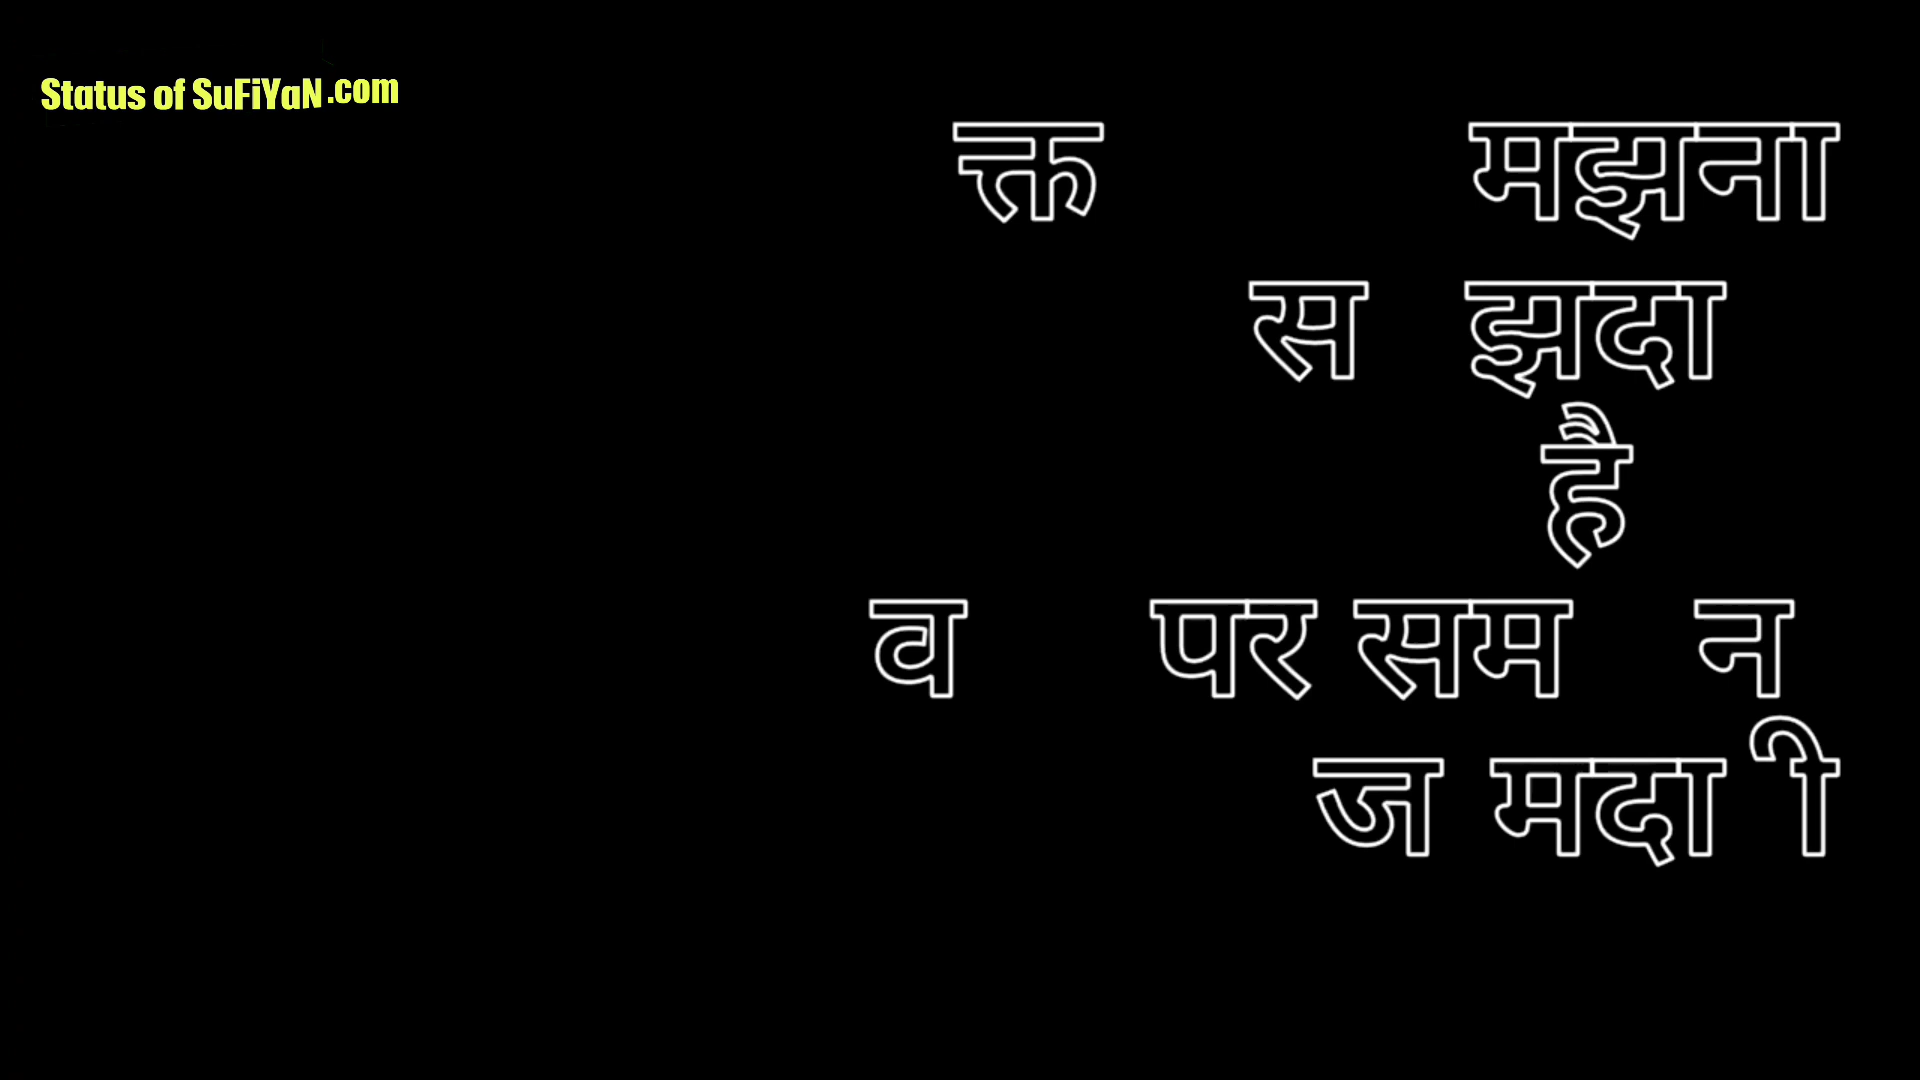 Status of SuFiYaN.com
क्त मझना
स झदा
है
व पर सम न
ज मदा ी